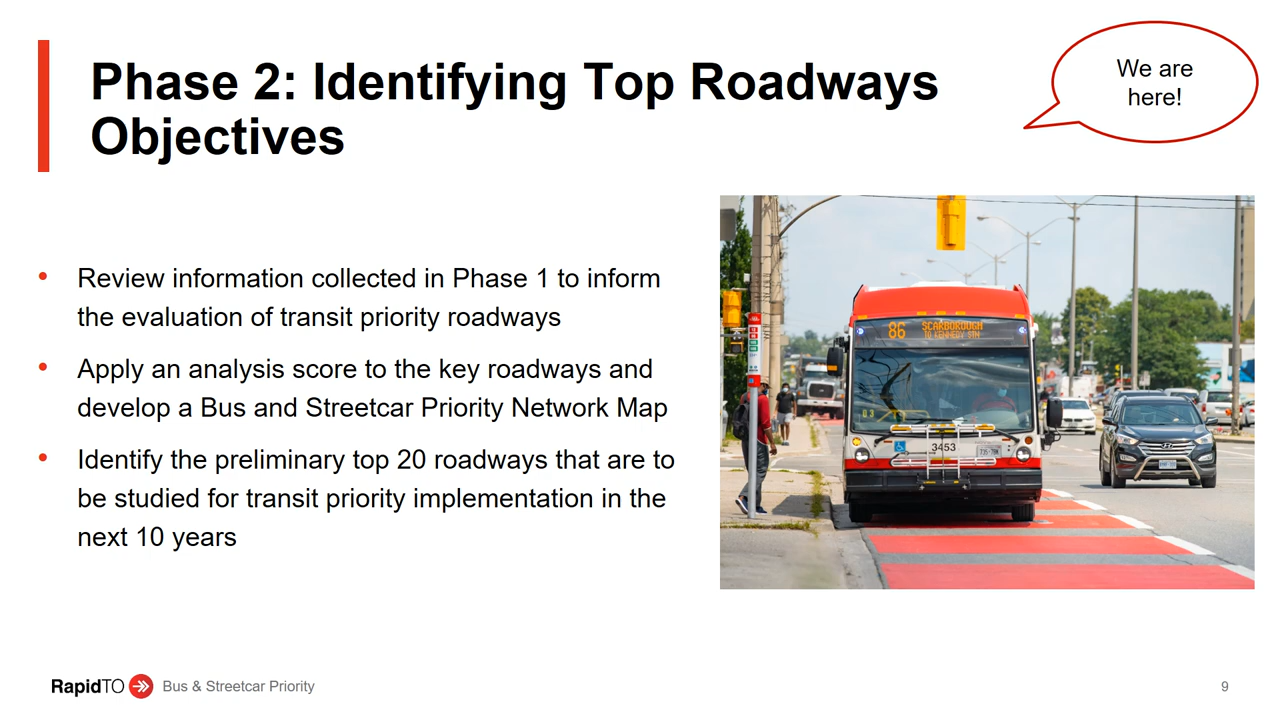 Phase 2: Identifying Top Roadways
Objectives
We are
here!
• Review information collected in Phase 1 to inform
the evaluation of transit priority roadways
• Apply an analysis score to the key roadways and
develop a Bus and Streetcar Priority Network Map
• Identify the preliminary top 20 roadways that are to
be studied for transit priority implementation in the
next 10 years
86 SCARBOROUGH
TO KENNEDY STN
3453
RapidTO Bus & Streetcar Priority
9